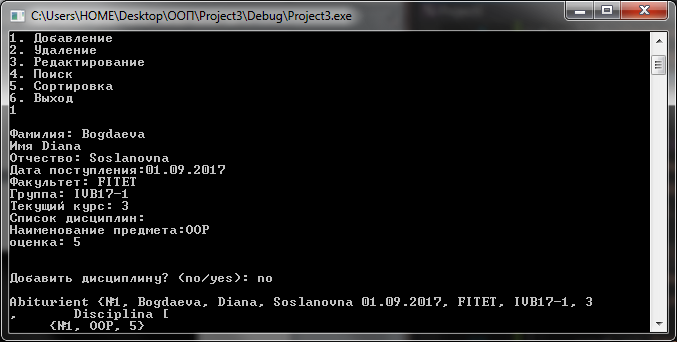 C:\Users\HOME\Desktop\ООП\Project3\Debug\Project3.exe
1. Добавление
2. Удаление
3. Редактирование
4. Поиск
5. Сортировка
6. Выход
1
Фамилия: Bogdaeva
Имя Diana
Отчество: Soslanovna
Дата поступления:01.09.2017
Факультет: FITET
Группа: IVB17-1
Текущий курс: 3
Список дисциплин:
Наименование предмета:OOP
оценка: 5
Добавить дисциплину? (no/yes): no
Abiturient {№1, Bogdaeva, Diana, Soslanovna 01.09.2017, FITET, IVB17-1, 3
, Disciplina [
{№1, OOP, 5}